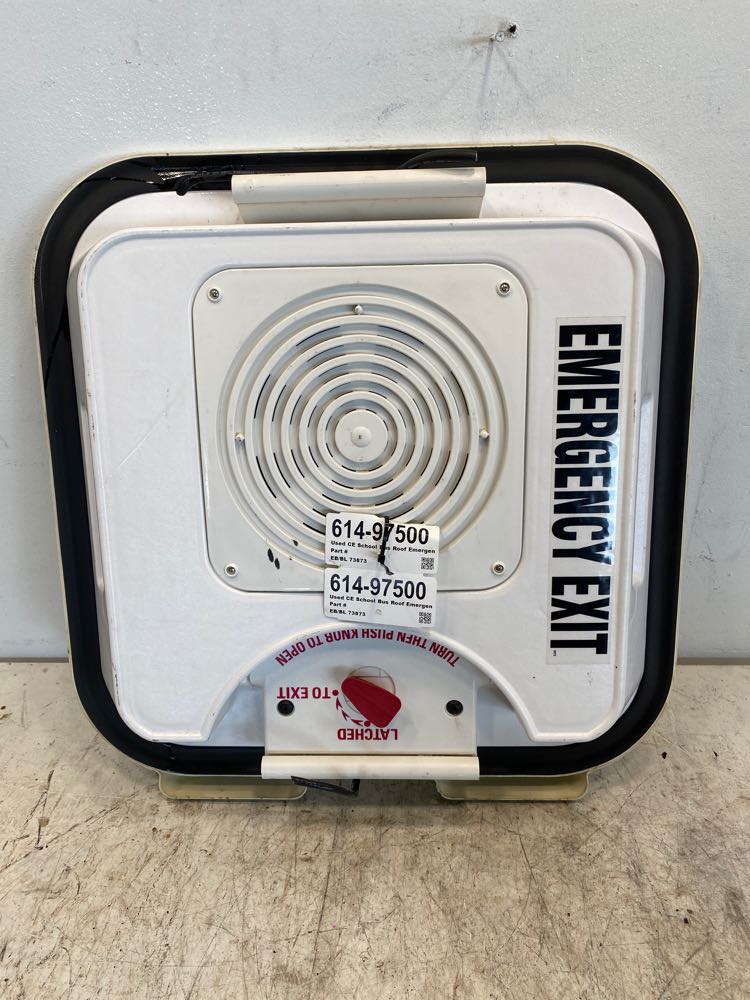 EMERGENCY EXIT
614-97500
Used CE School Bus Roof Emergen
Part #
EB/BL 73873
614-97500
Used CE School Bus Roof Emergen
Part #
EB/BL 73873
TURN THEN PUSH KNOB TO OPEN
TO EXIT
LATCHED